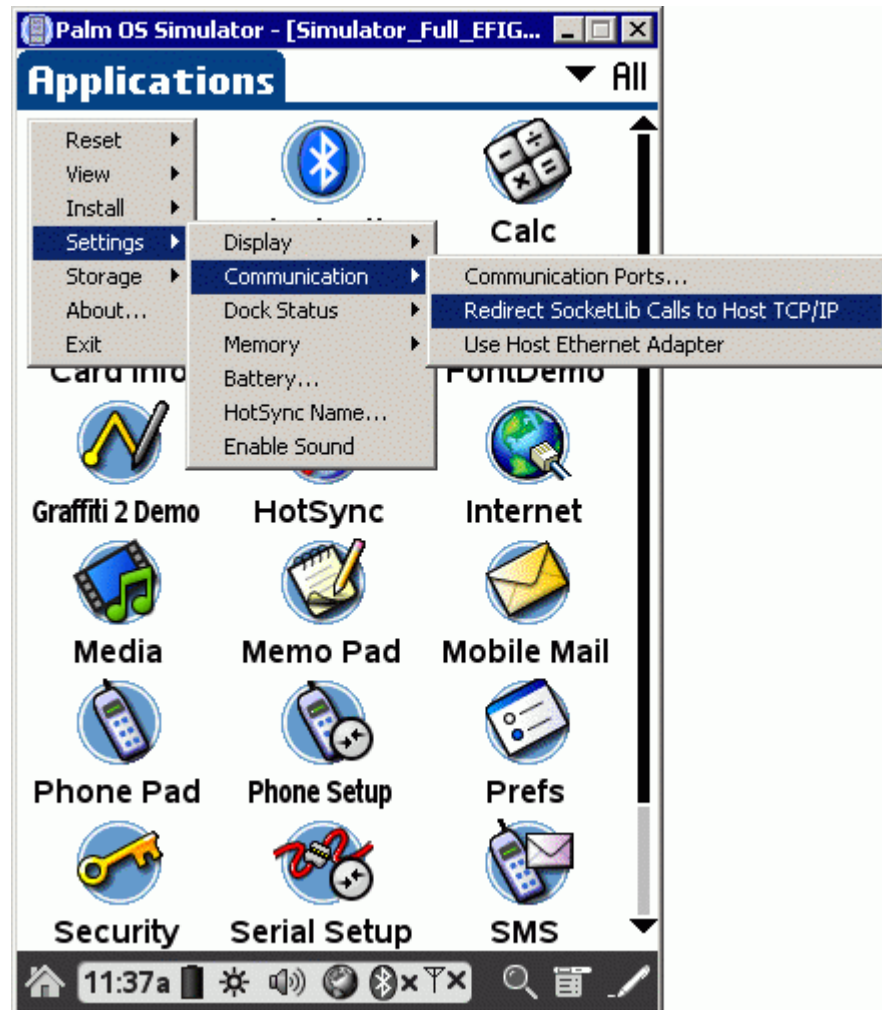 Palm OS Simulator - [Simulator_Full_EFIG...
Applications
All
Reset
View
Install
Settings
Storage
About...
Exit
Display
Communication
Dock Status
Memory
Battery...
HotSync Name...
Enable Sound
Communication Ports...
Redirect SocketLib Calls to Host TCP/IP
Use Host Ethernet Adapter
Calc
Card Info
FontDemo
Graffiti 2 Demo
HotSync
Internet
Media
Memo Pad
Mobile Mail
Phone Pad
Phone Setup
Prefs
Security
Serial Setup
SMS
11:37a